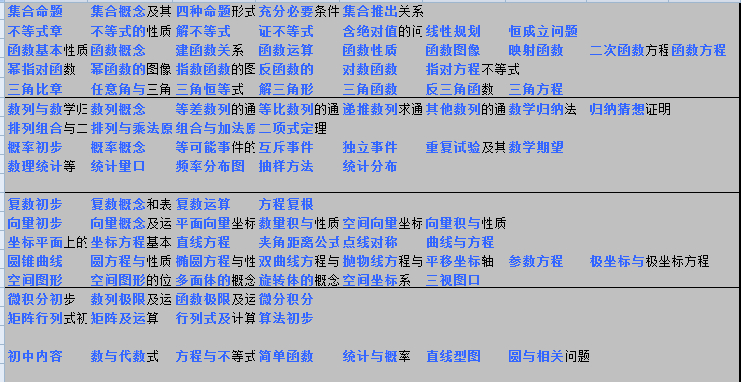 集合命题 集合概念及其 四种命题形式 充分必要条件 集合推出关系
不等式章 不等式的性质 解不等式 证不等式 含绝对值的问 线性规划 恒成立问题
函数基本性质 函数概念 建函数关系 函数运算 函数性质 函数图像 映射函数 二次函数方程函数方程
幂指对函数 幂函数的图像 指数函数的图 反函数的 对数函数 指对方程不等式
三角比章 任意角与三角 三角恒等式 解三角形 三角函数 反三角函数 三角方程
数列与数学归 数列概念 等差数列的通 等比数列的通 递推数列求通 其他数列的通 数学归纳法 归纳猜想证明
排列组合与二 排列与乘法原 组合与加法原 二项式定理
概率初步 概率概念 等可能事件的 互斥事件 独立事件 重复试验及其 数学期望
数理统计等 统计量口 频率分布图 抽样方法 统计分布
复数初步 复数概念和表 复数运算 方程复根
向量初步 向量概念及运 平面向量坐标 数量积与性质 空间向量坐标 向量积与性质
坐标平面上的 坐标方程基本 直线方程 夹角距离公式 点线对称 曲线与方程
圆锥曲线 圆方程与性质 椭圆方程与性 双曲线方程与 抛物线方程与 平移坐标轴 参数方程 极坐标与极坐标方程
空间图形 空间图形的位 多面体的概念 旋转体的概念 空间坐标系 三视图口
微积分初步 数列极限及运 函数极限及运 微分积分
矩阵行列式初 矩阵及运算 行列式及计算 算法初步
初中内容 数与代数式 方程与不等式 简单函数 统计与概率 直线型图 圆与相关问题